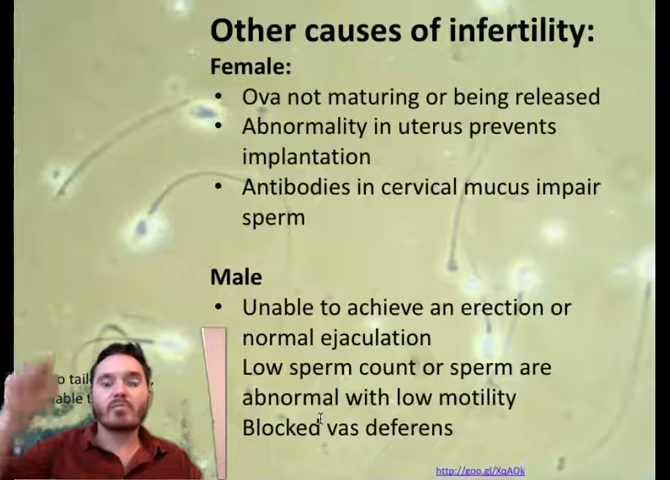 Other causes of infertility:
Female:
• Ova not maturing or being released
• Abnormality in uterus prevents
implantation
• Antibodies in cervical mucus impair
sperm
Male
• Unable to achieve an erection or
normal ejaculation
Low sperm count or sperm are
abnormal with low motility
Blocked vas deferens
http://goo.gl/XqAOk